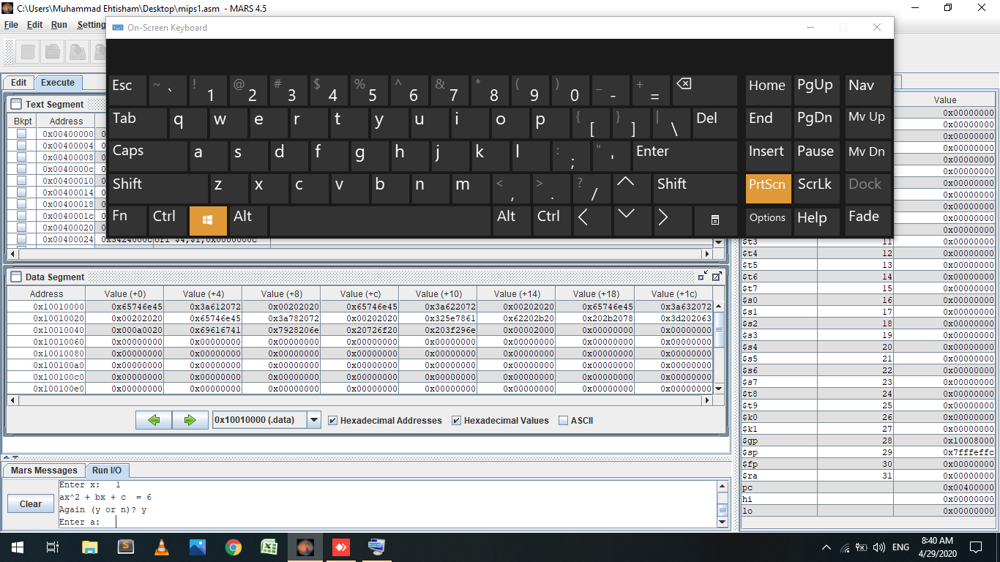 C:\Users\Muhammad Ehtisham\Desktop\mips1.asm - MARS 4.5
File Edit Run Setting
On-Screen Keyboard
Esc ~ ` ! 1 @ 2 # 3 $ 4 % 5 ^ 6 & 7 * 8 ( 9 ) 0 _ - + = Home PgUp Nav
Tab q w e r t y u i o p { [ } ] | \ Del End PgDn Mv Up
Caps a s d f g h j k l : ; " ' Enter Insert Pause Mv Dn
Shift z x c v b n m < , > . ? / Shift PrtScn ScrLk Dock
Fn Ctrl Alt Alt Ctrl Options Help Fade
Edit Execute
Text Segment
Bkpt Address
0x00400000
0x00400004
0x00400008
0x0040000c
0x00400010
0x00400014
0x00400018
0x0040001c
0x00400020
0x00400024 0x3424000c ori $4,$1,0x0000000c
Data Segment
Address Value (+0) Value (+4) Value (+8) Value (+c) Value (+10) Value (+14) Value (+18) Value (+1c)
0x10010000 0x65746e45 0x3a612072 0x00202020 0x65746e45 0x3a622072 0x00202020 0x65746e45 0x3a632072
0x10010020 0x00202020 0x65746e45 0x3a782072 0x00202020 0x325e7861 0x62202b20 0x202b2078 0x3d202063
0x10010040 0x000a0020 0x69616741 0x7928206e 0x20726f20 0x203f296e 0x00002000 0x00000000 0x00000000
0x10010060 0x00000000 0x00000000 0x00000000 0x00000000 0x00000000 0x00000000 0x00000000 0x00000000
0x10010080 0x00000000 0x00000000 0x00000000 0x00000000 0x00000000 0x00000000 0x00000000 0x00000000
0x100100a0 0x00000000 0x00000000 0x00000000 0x00000000 0x00000000 0x00000000 0x00000000 0x00000000
0x100100c0 0x00000000 0x00000000 0x00000000 0x00000000 0x00000000 0x00000000 0x00000000 0x00000000
0x100100e0 0x00000000 0x00000000 0x00000000 0x00000000 0x00000000 0x00000000 0x00000000 0x00000000
0x10010000 (.data) Hexadecimal Addresses Hexadecimal Values ASCII
Mars Messages Run I/O
Clear
Enter x: 1
ax^2 + bx + c = 6
Again (y or n)? y
Enter a:
Value
0x00000000
0x00000000
0x00000000
0x00000000
0x00000000
0x00000000
0x00000000
0x00000000
0x00000000
0x00000000
0x00000000
$t3 11 0x00000000
$t4 12 0x00000000
$t5 13 0x00000000
$t6 14 0x00000000
$t7 15 0x00000000
$s0 16 0x00000000
$s1 17 0x00000000
$s2 18 0x00000000
$s3 19 0x00000000
$s4 20 0x00000000
$s5 21 0x00000000
$s6 22 0x00000000
$s7 23 0x00000000
$t8 24 0x00000000
$t9 25 0x00000000
$k0 26 0x00000000
$k1 27 0x00000000
$gp 28 0x10008000
$sp 29 0x7fffeffc
$fp 30 0x00000000
$ra 31 0x00000000
pc 0x00400000
hi 0x00000000
lo 0x00000000
ENG
8:40 AM
4/29/2020